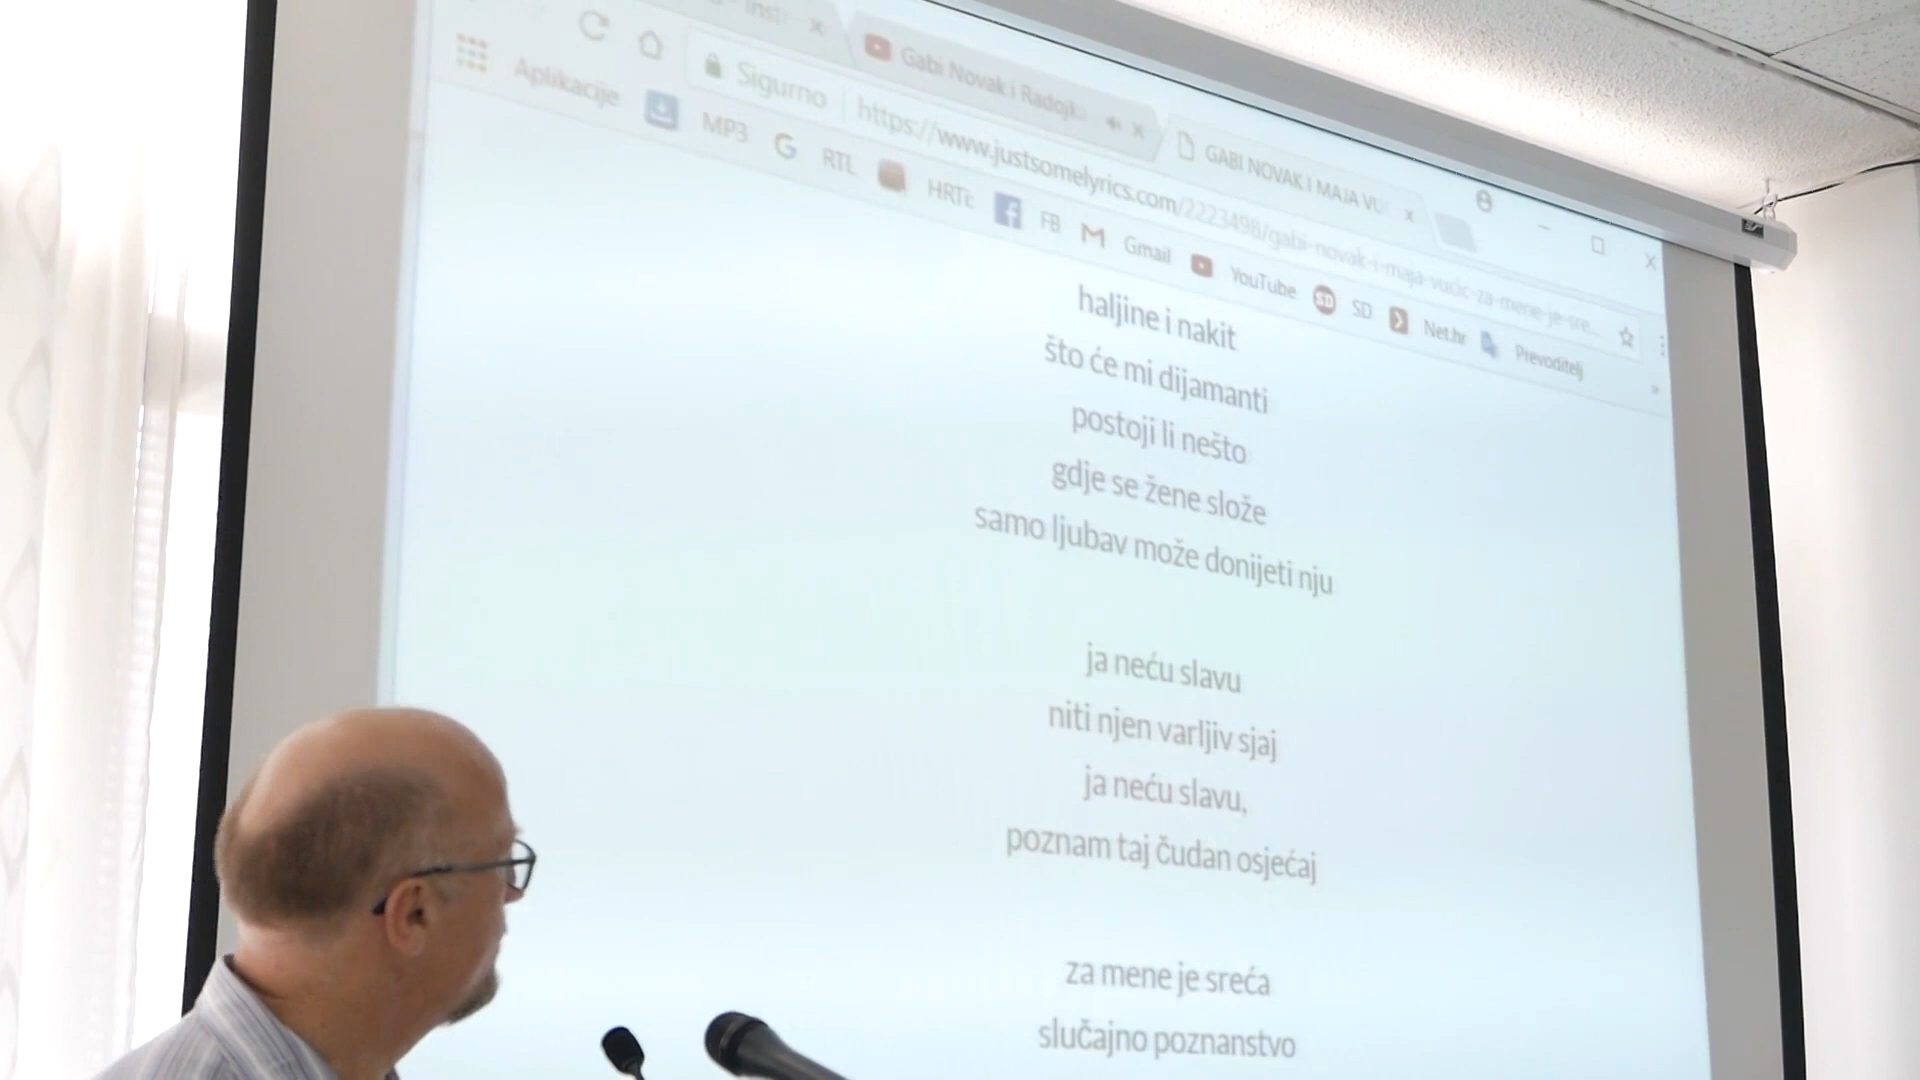 Gabi Novak i Radojk
GABI NOVAK I MAJA VU
Sigurno
https://www.justsomelyrics.com/2223498/gabi-novak-i-maja-vucic-za-mene-je-sre...
Aplikacije MP3 RTL HRTi: FB Gmail YouTube SD SD Net.hr Prevoditelj
haljine i nakit
što će mi dijamanti
postoji li nešto
gdje se žene slože
samo ljubav može donijeti nju
ja neću slavu
niti njen varljiv sjaj
ja neću slavu,
poznam taj čudan osjećaj
za mene je sreća
slučajno poznanstvo